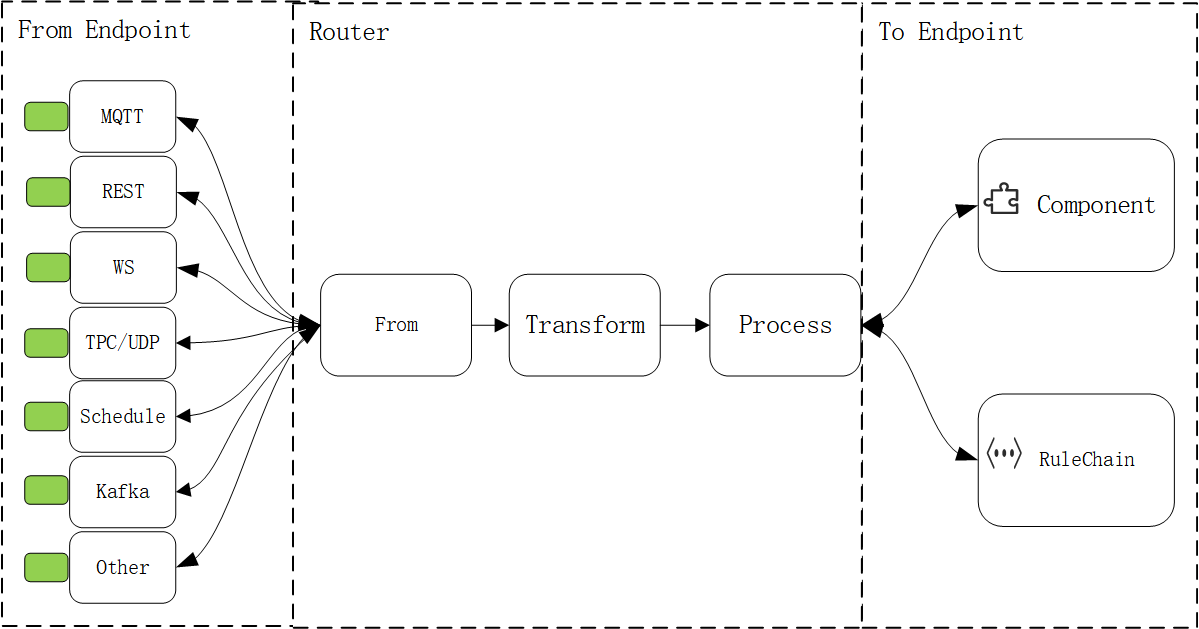 From Endpoint
Router
To Endpoint
MQTT
REST
WS
TPC/UDP
Schedule
Kafka
Other
From
Transform
Process
Component
RuleChain